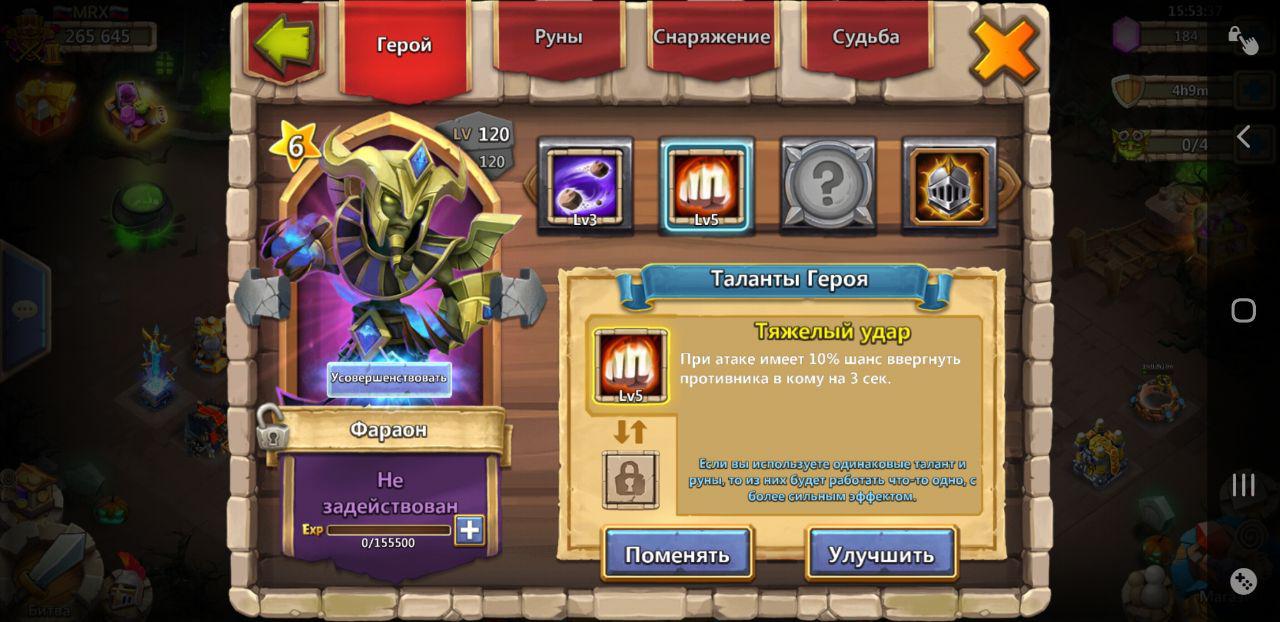 MRX
265 645
Герой
Руны
Снаряжение
Судьба
15:53:37
184
4h9m
0/4
6
LV 120
120
Lv3
Lv5
?
Таланты Героя
Тяжелый удар
При атаке имеет 10% шанс ввергнуть
противника в кому на 3 сек.
Lv5
Если вы используете одинаковые талант и
руны, то из них будет работать что-то одно, с
более сильным эффектом.
Усовершенствовать
Фараон
Не
задействован
Exp
0/155500
Поменять
Улучшить
Битва